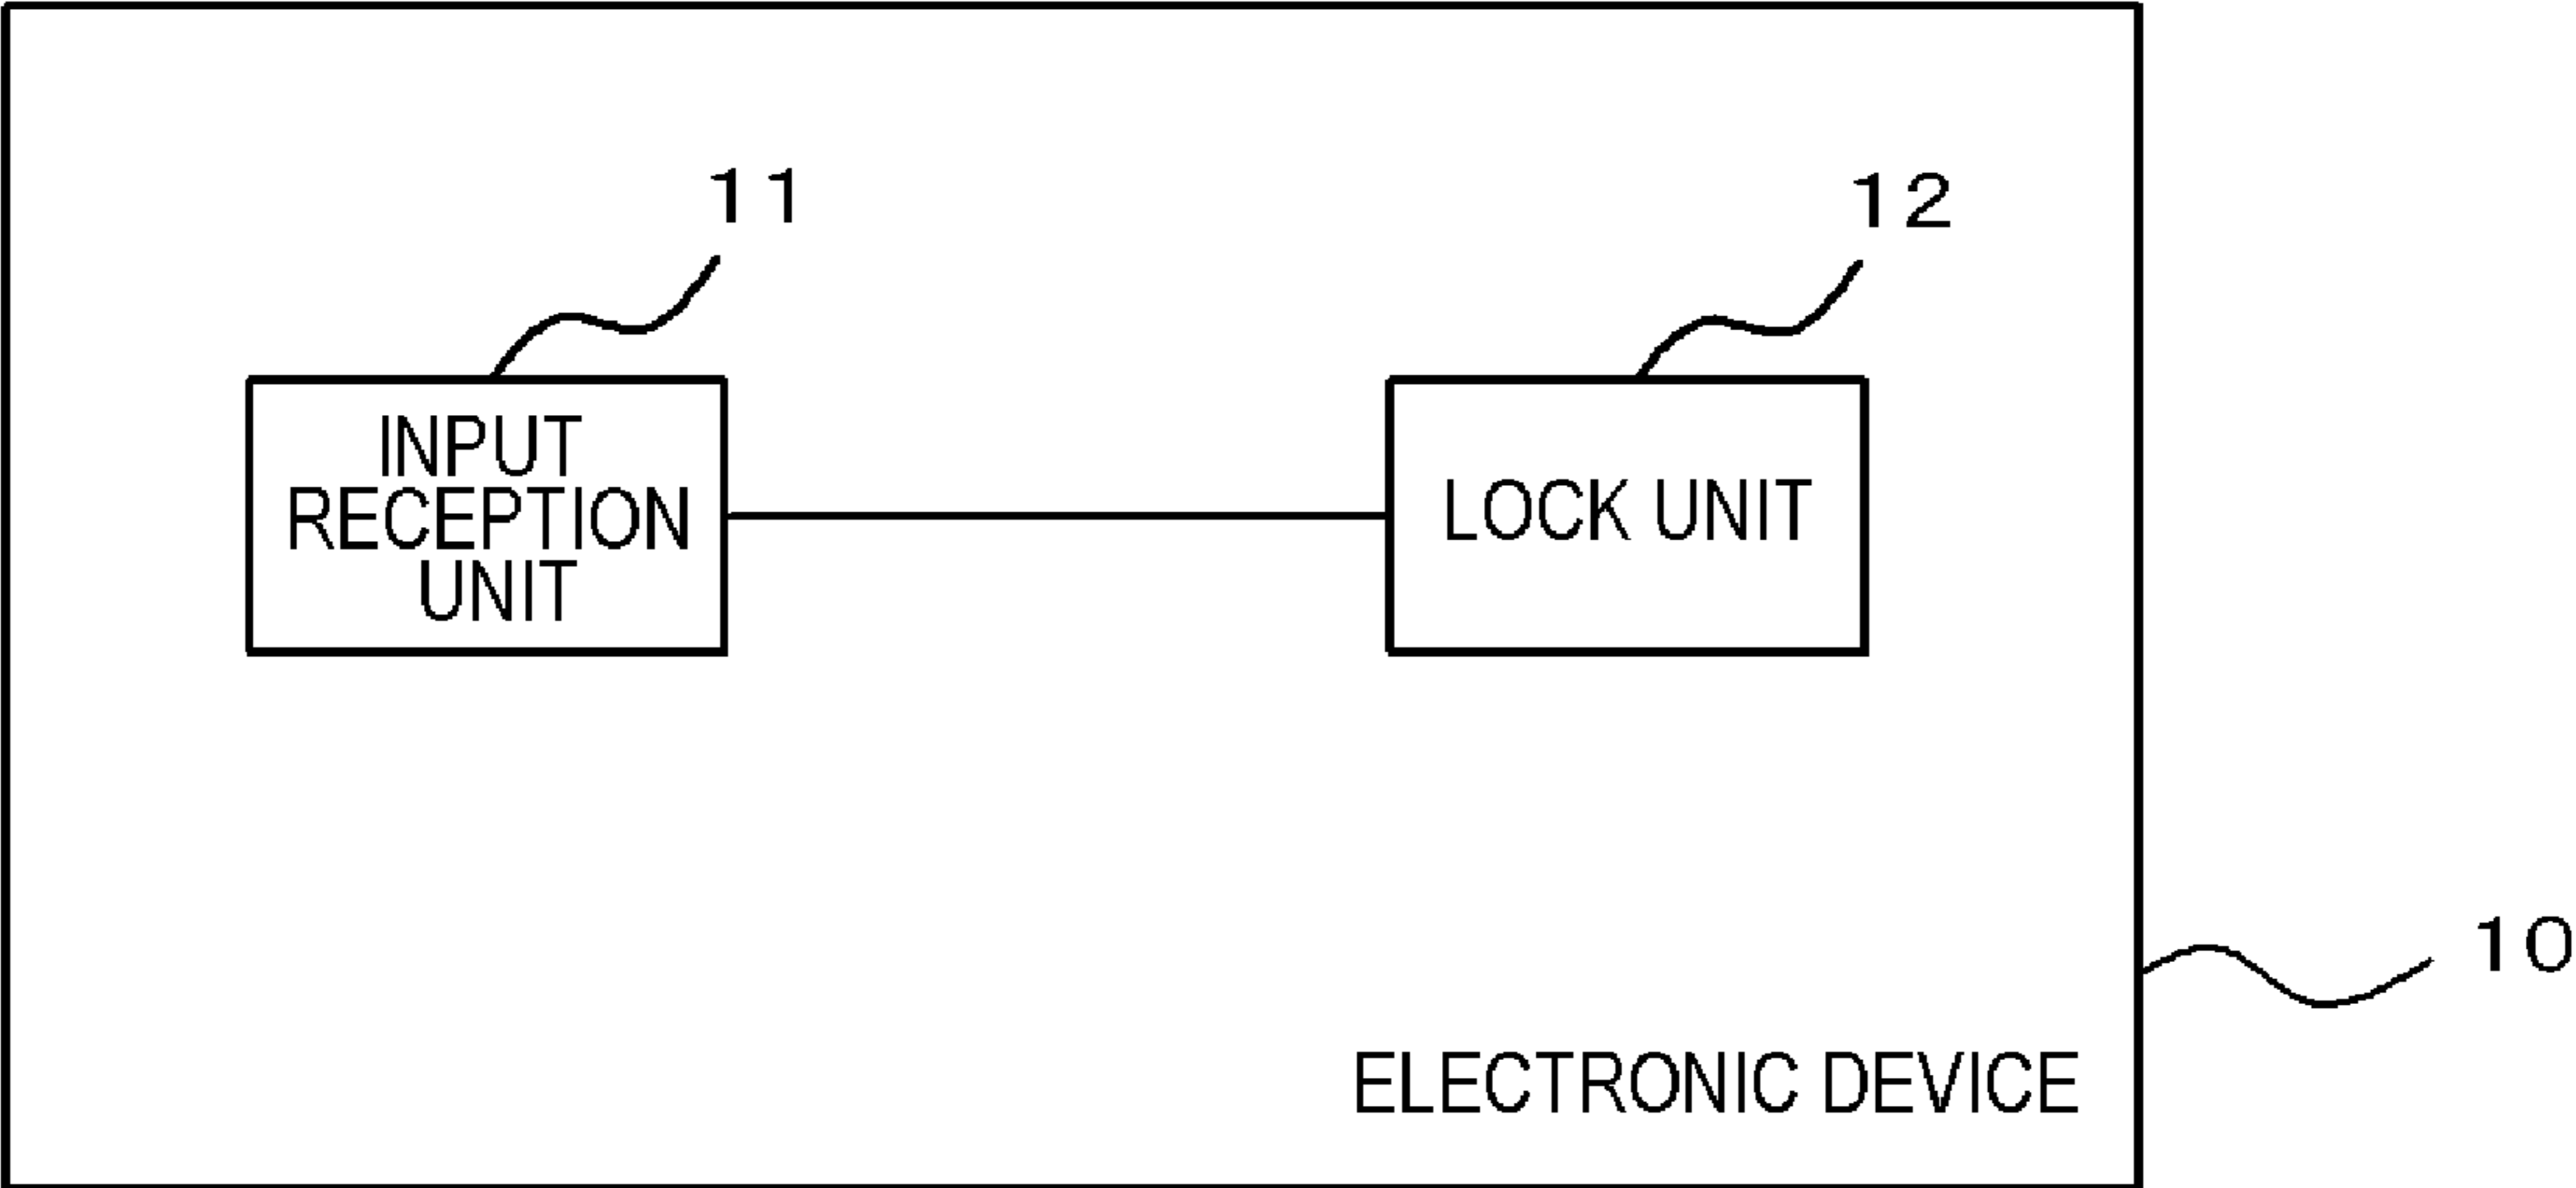 11
12
INPUT
RECEPTION
UNIT
LOCK UNIT
10
ELECTRONIC DEVICE